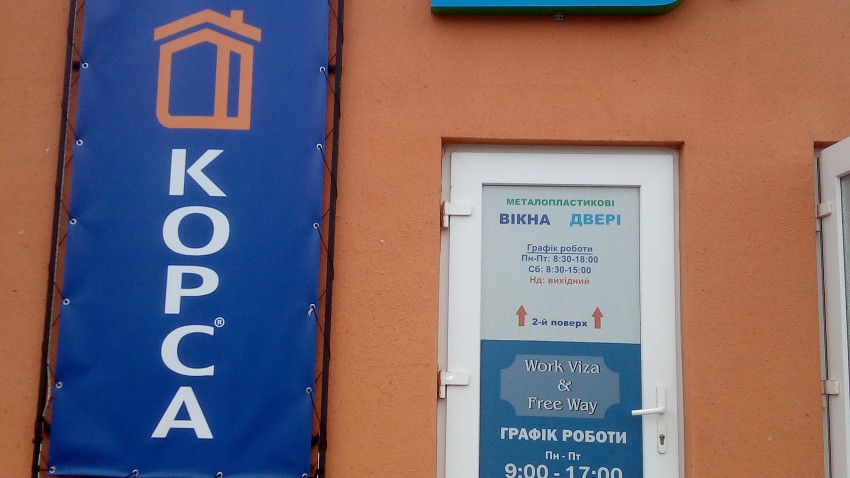 КОРСА®
МЕТАЛОПЛАСТИКОВІ
ВІКНА ДВЕРІ
Графік роботи
Пн-Пт: 8:30-18:00
Сб: 8:30-15:00
Нд: вихідний
2-й поверх
Work Viza
&
Free Way
ГРАФІК РОБОТИ
Пн - Пт
9:00 - 17:00